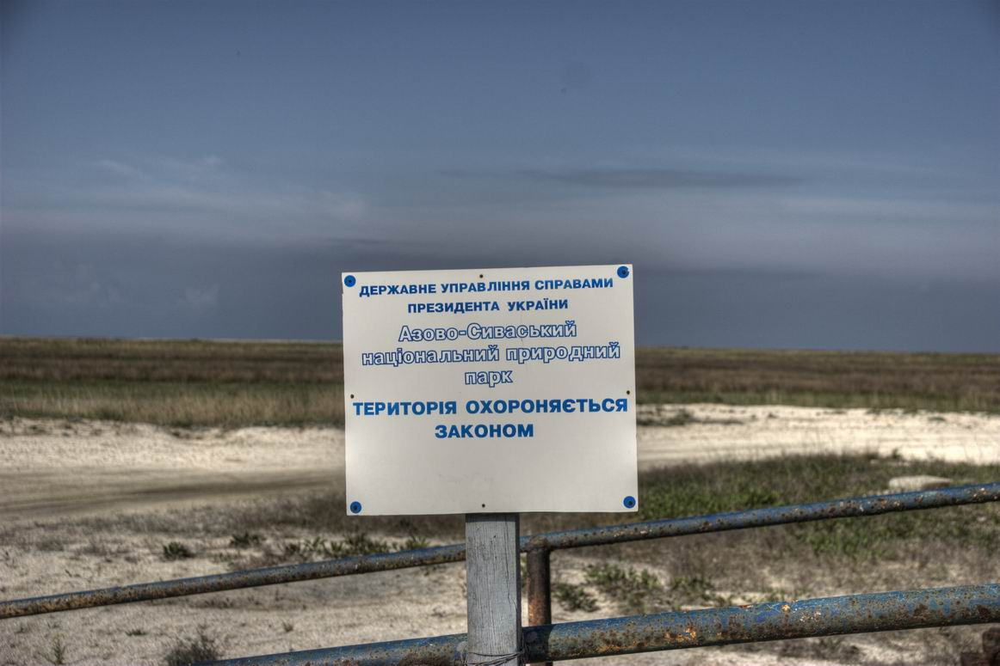 ДЕРЖАВНЕ УПРАВЛІННЯ СПРАВАМИ
ПРЕЗИДЕНТА УКРАЇНИ
Азово-Сиваський
національний природний
парк
ТЕРИТОРІЯ ОХОРОНЯЄТЬСЯ
ЗАКОНОМ